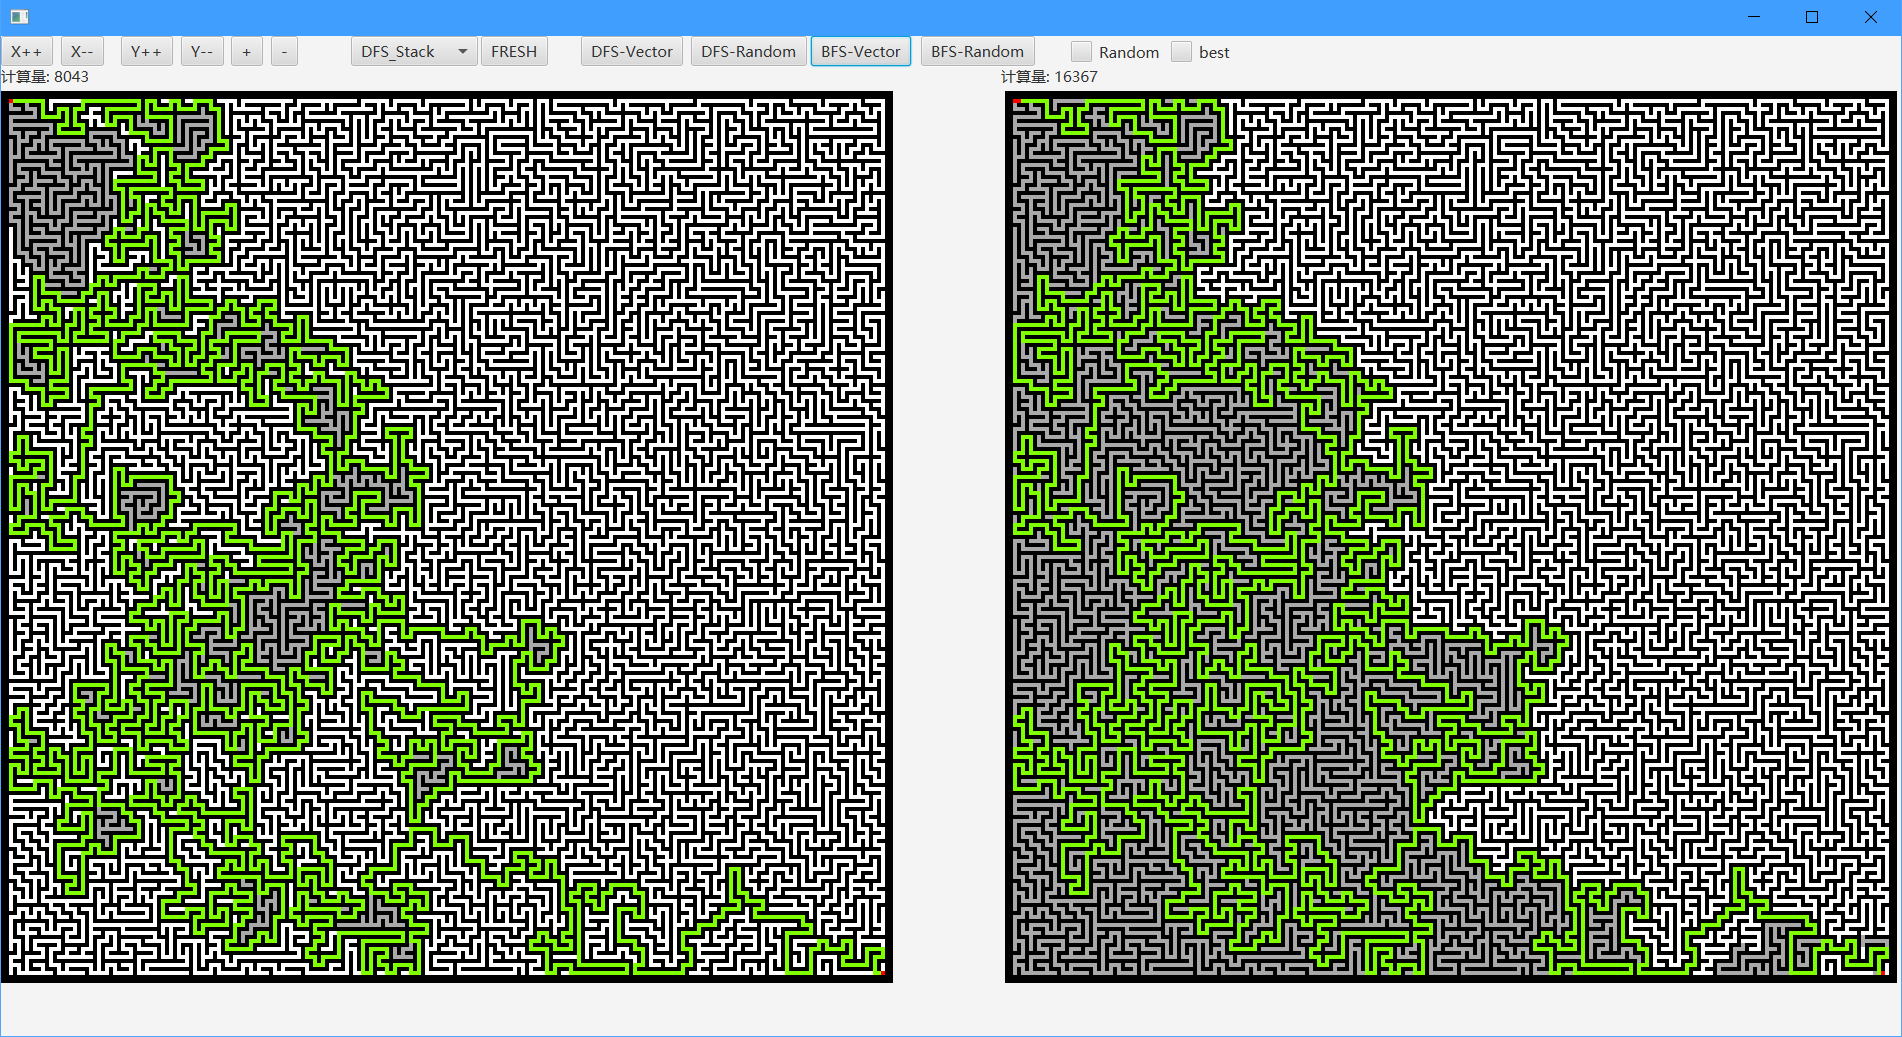 X++ X-- Y++ Y-- + - DFS_Stack FRESH DFS-Vector DFS-Random BFS-Vector BFS-Random Random best
计算量: 8043 计算量: 16367